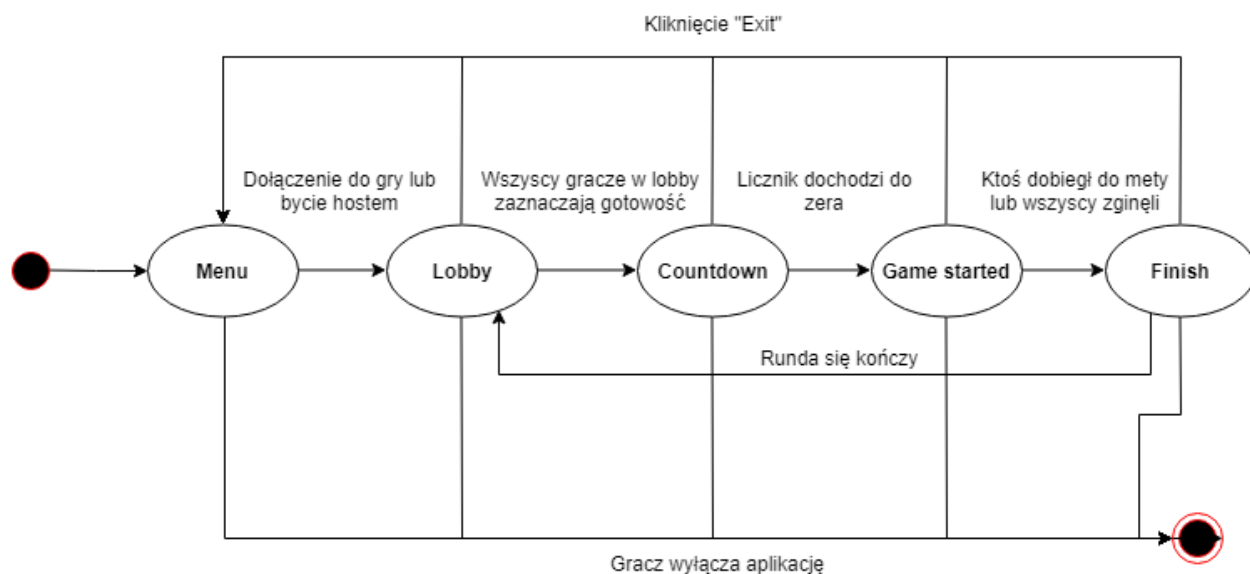 Kliknięcie "Exit"
Dołączenie do gry lub
bycie hostem
Wszyscy gracze w lobby
zaznaczają gotowość
Licznik dochodzi do
zera
Ktoś dobiegł do mety
lub wszyscy zginęli
Menu
Lobby
Countdown
Game started
Finish
Runda się kończy
Gracz wyłącza aplikację